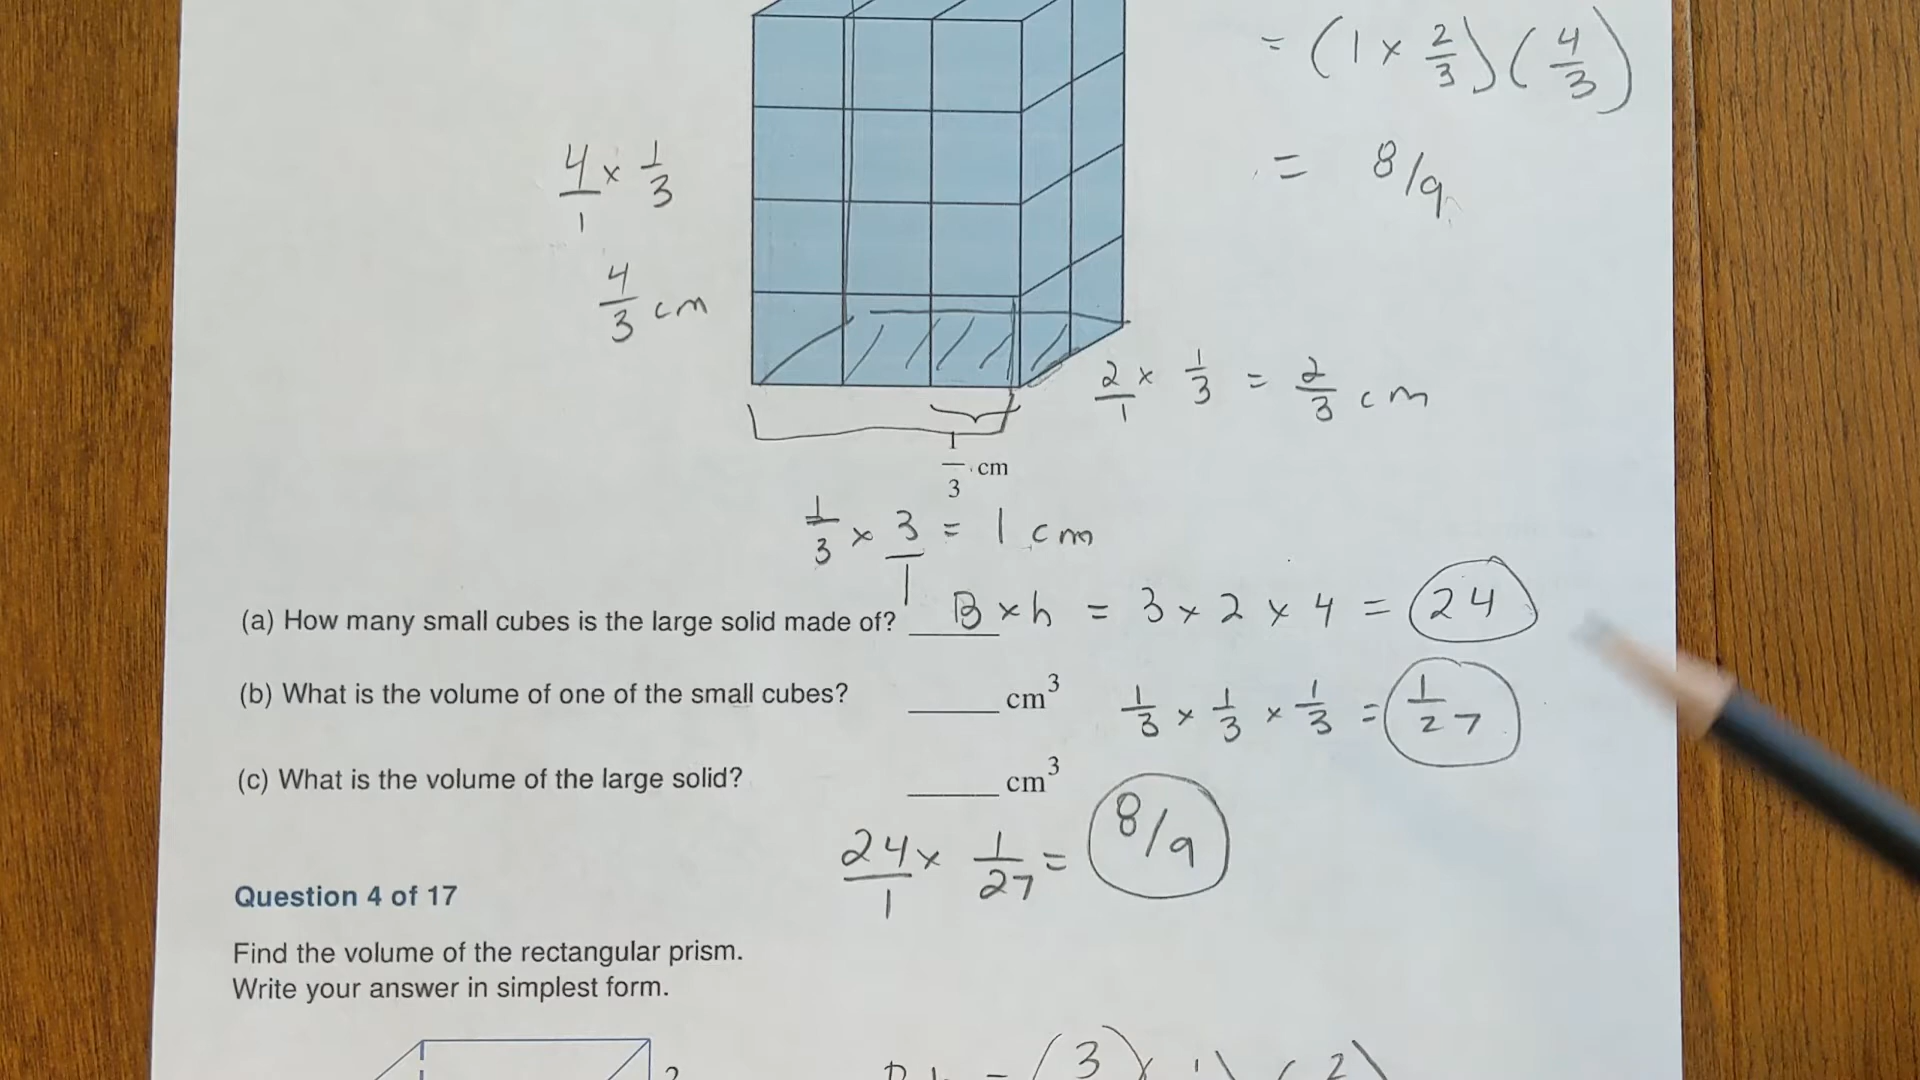 = (1 × 2/3)(4/3)
= 8/9
4/1 × 1/3
4/3 cm
2/1 × 1/3 = 2/3 cm
1/3 cm
1/3 × 3/1 = 1 cm
(a) How many small cubes is the large solid made of? _____ B × h = 3 × 2 × 4 = 24
(b) What is the volume of one of the small cubes? _____ cm³ 1/3 × 1/3 × 1/3 = 1/27
(c) What is the volume of the large solid? _____ cm³
24/1 × 1/27 = 8/9
Question 4 of 17
Find the volume of the rectangular prism.
Write your answer in simplest form.